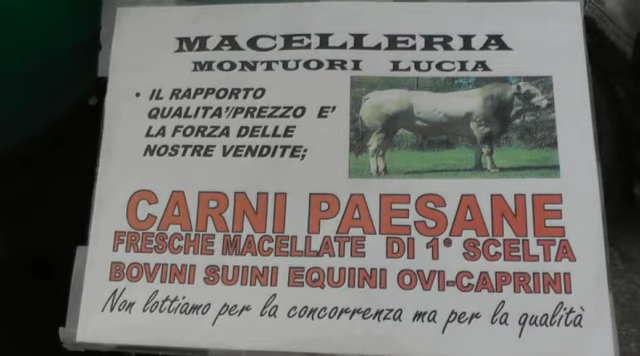 MACELLERIA
MONTUORI LUCIA
• IL RAPPORTO
QUALITA'/PREZZO E'
LA FORZA DELLE
NOSTRE VENDITE;
CARNI PAESANE
FRESCHE MACELLATE DI 1° SCELTA
BOVINI SUINI EQUINI OVI-CAPRINI
Non lottiamo per la concorrenza ma per la qualità